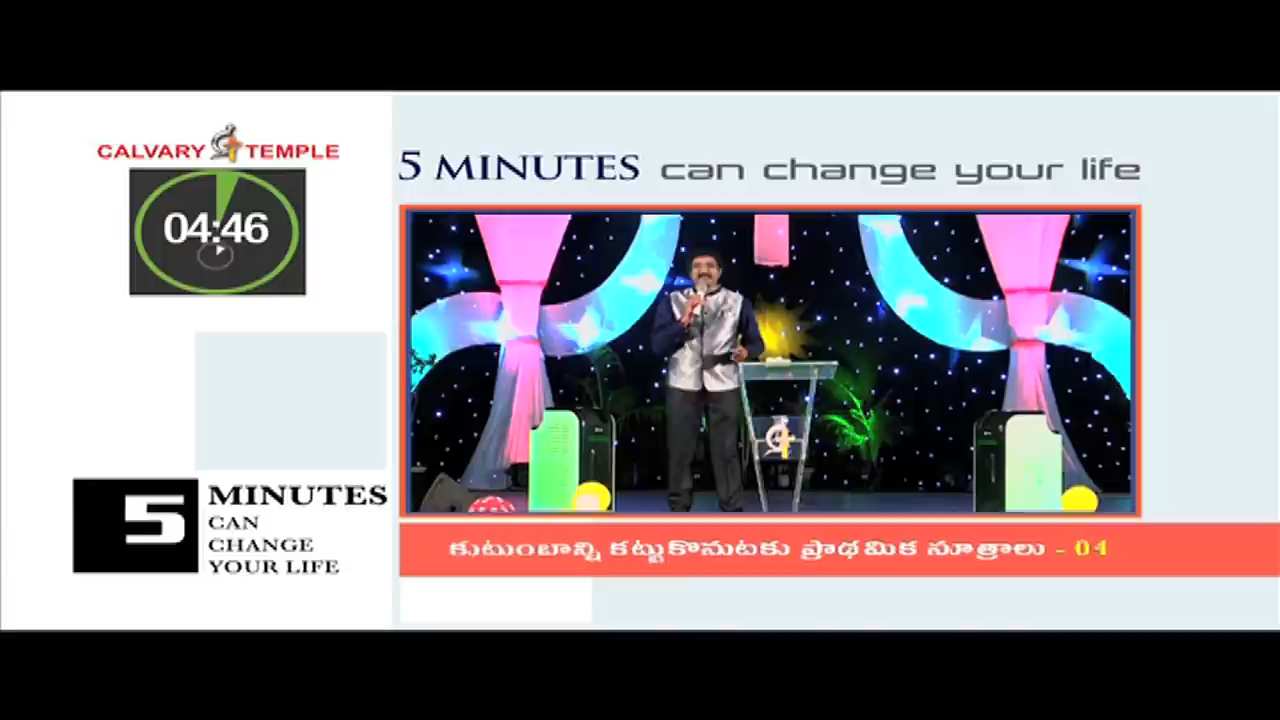 CALVARY TEMPLE
04:46
5 MINUTES can change your life
5 MINUTES
CAN
CHANGE
YOUR LIFE
కుటుంబాన్ని కట్టుకొనుటకు ప్రాథమిక సూత్రాలు - 04